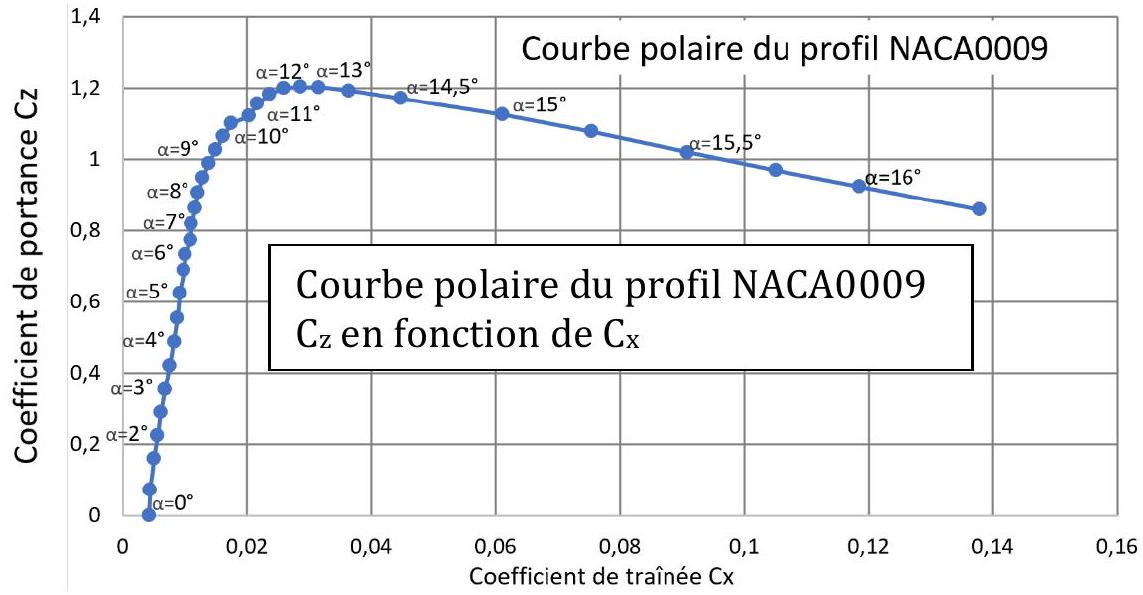 Courbe polaire du profil NACA0009
Coefficient de portance Cz
1,4
1,2
1
0,8
0,6
0,4
0,2
0
α=12°
α=13°
α=14,5°
α=11°
α=15°
α=10°
α=9°
α=15,5°
α=8°
α=16°
α=7°
α=6°
α=5°
α=4°
α=3°
α=2°
α=0°
Courbe polaire du profil NACA0009
Cz en fonction de Cx
0 0,02 0,04 0,06 0,08 0,1 0,12 0,14 0,16
Coefficient de traînée Cx